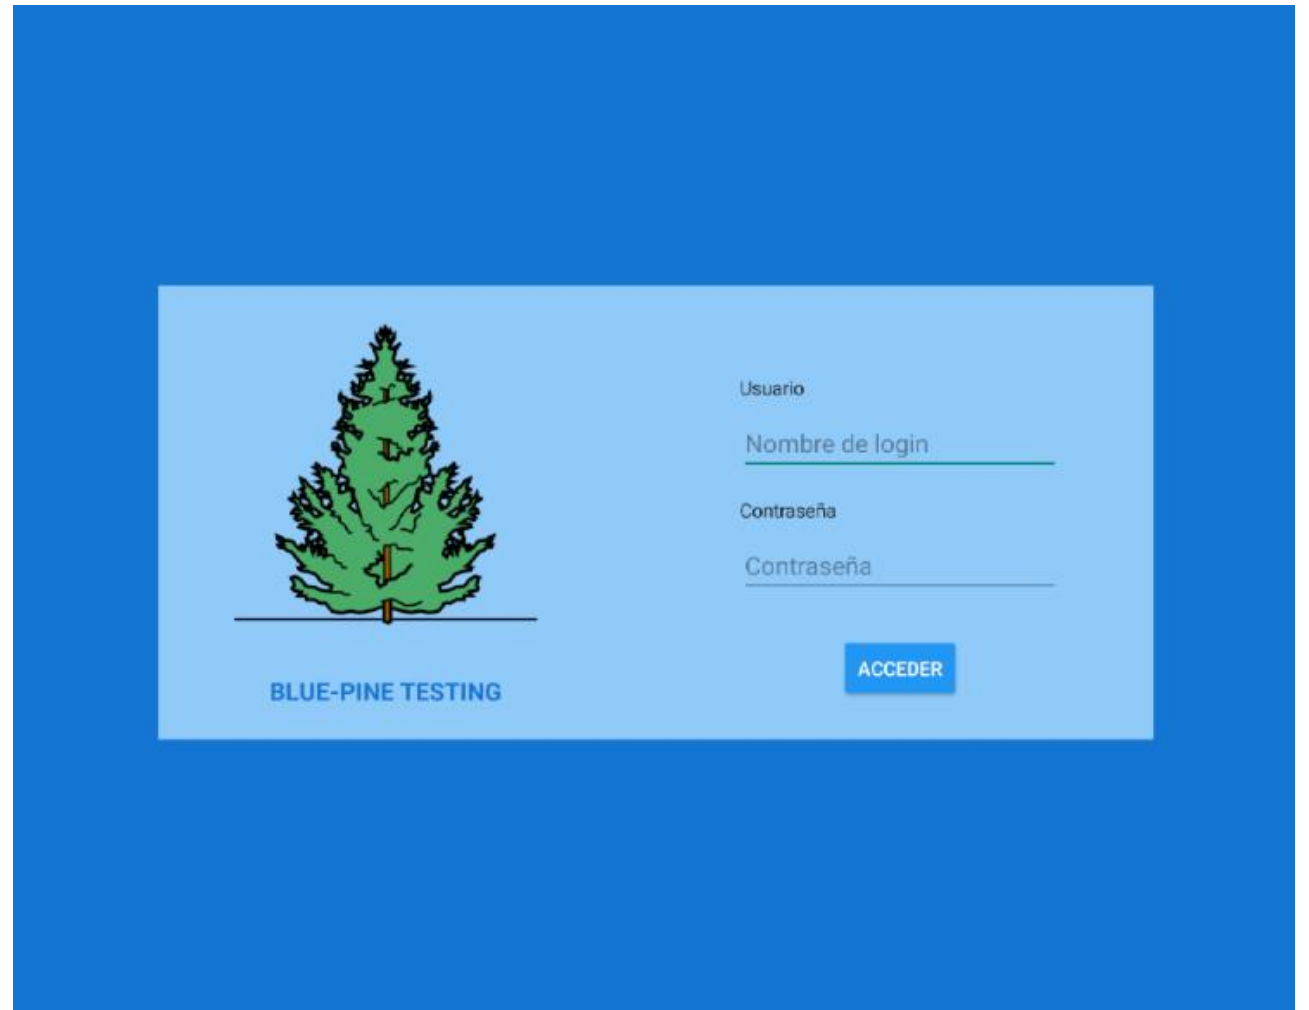 Usuario
Nombre de login
Contraseña
Contraseña
ACCEDER
BLUE-PINE TESTING